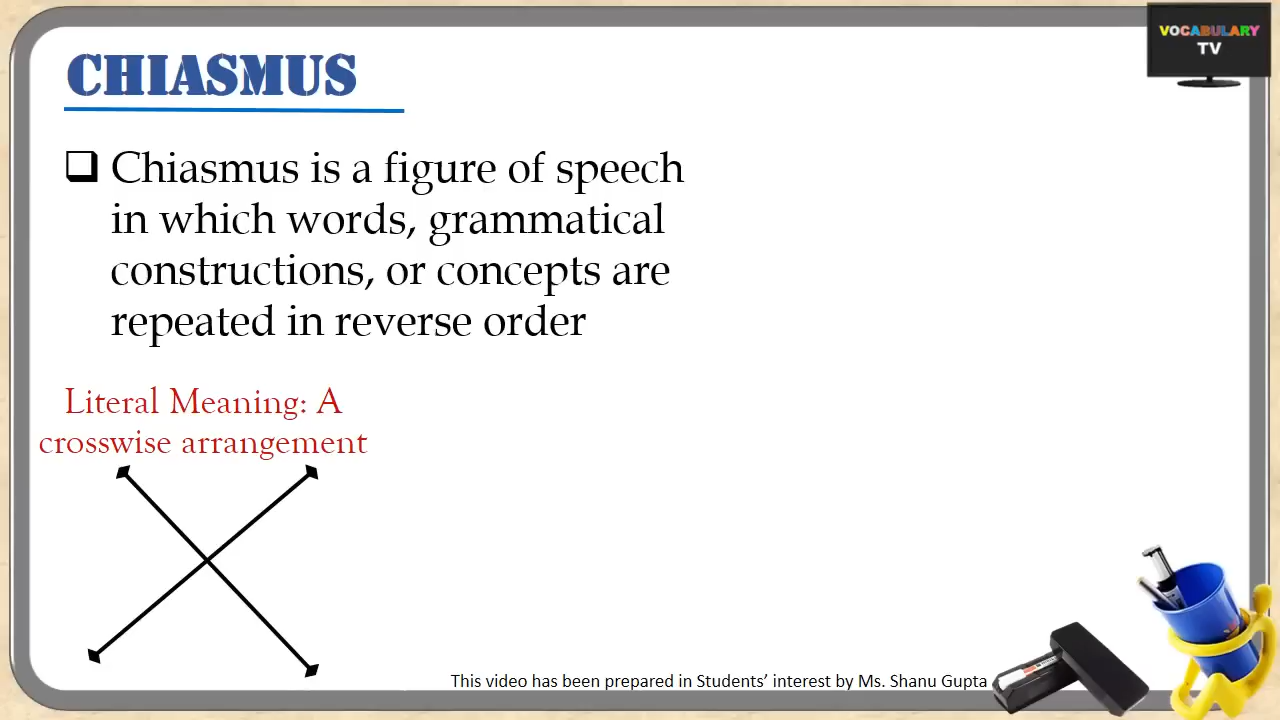 CHIASMUS
VOCABULARY
TV
Chiasmus is a figure of speech
in which words, grammatical
constructions, or concepts are
repeated in reverse order
Literal Meaning: A
crosswise arrangement
This video has been prepared in Students' interest by Ms. Shanu Gupta